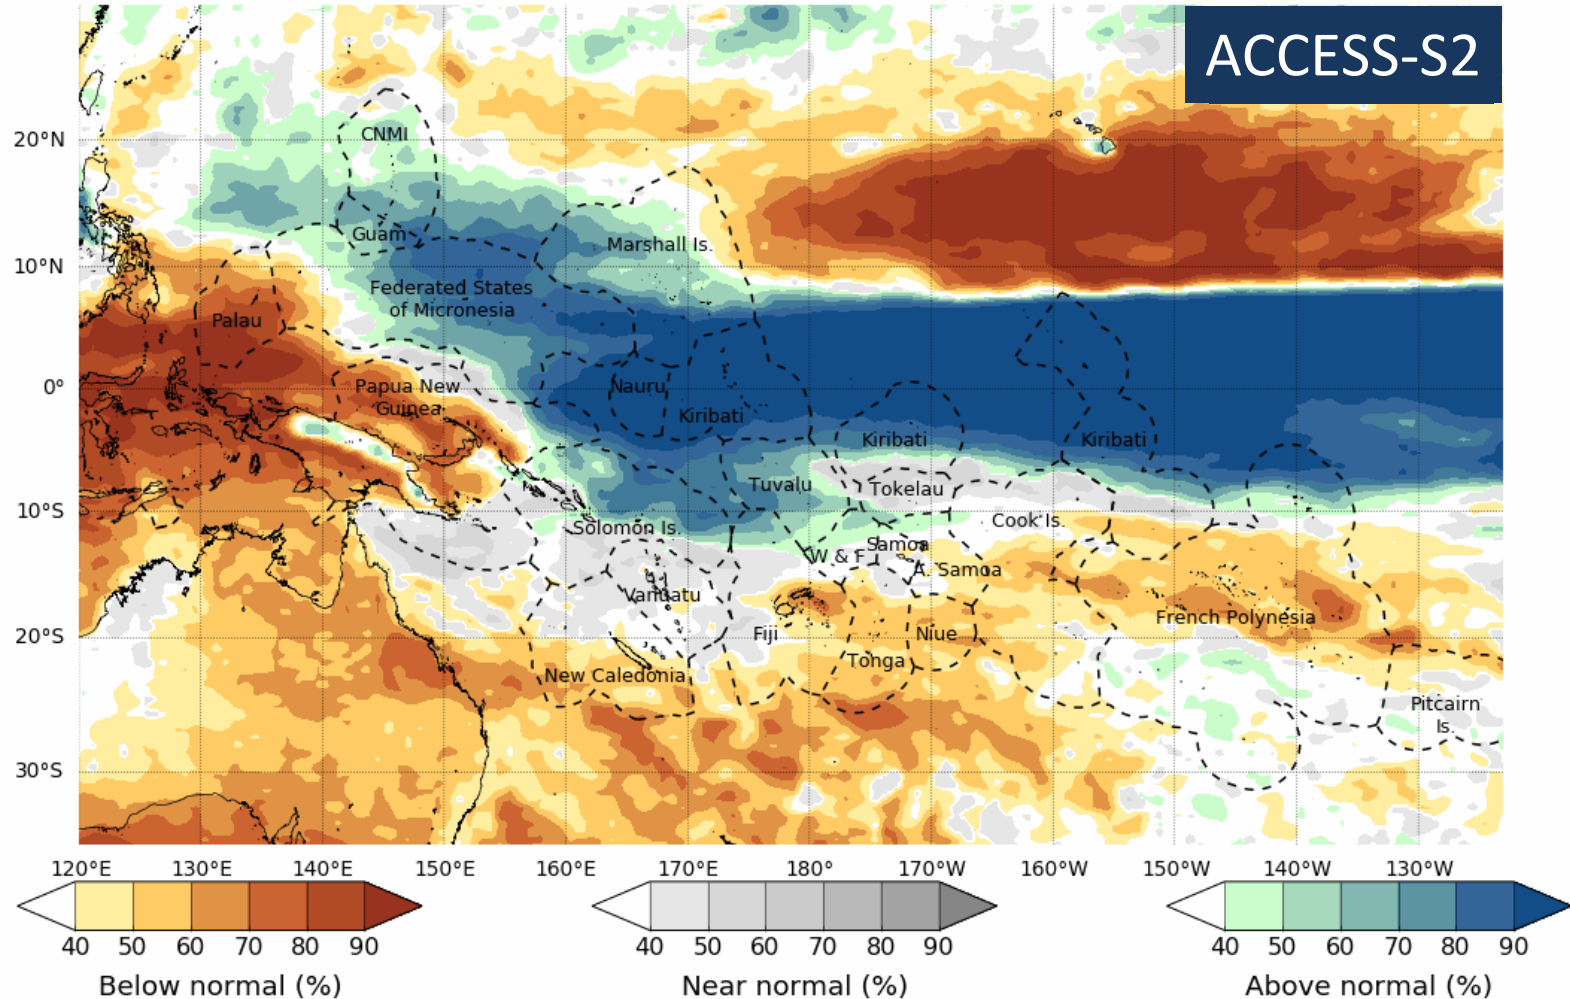 ACCESS-S2
20°N
CNMI
Guam
Marshall Is.
10°N
Federated States
of Micronesia
Palau
0°
Papua New
Guinea
Nauru
Kiribati
Kiribati
Kiribati
Tuvalu
Tokelau
10°S
Solomon Is.
Cook Is.
W & F
Samoa
A. Samoa
Vanuatu
French Polynesia
20°S
Fiji
Niue
Tonga
New Caledonia
Pitcairn
Is.
30°S
120°E 130°E 140°E 150°E 160°E 170°E 180° 170°W 160°W 150°W 140°W 130°W
40 50 60 70 80 90
Below normal (%)
40 50 60 70 80 90
Near normal (%)
40 50 60 70 80 90
Above normal (%)